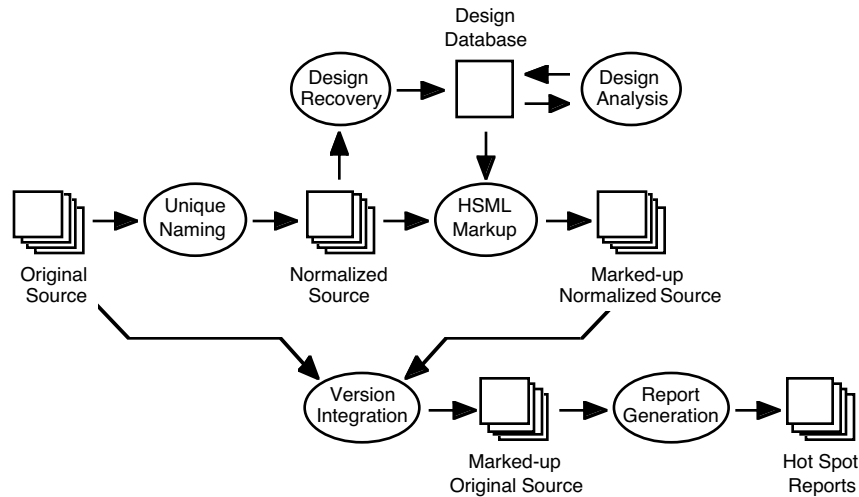 Design
Database
Design
Recovery
Design
Analysis
Unique
Naming
HSML
Markup
Original
Source
Normalized
Source
Marked-up
Normalized Source
Version
Integration
Report
Generation
Marked-up
Original Source
Hot Spot
Reports